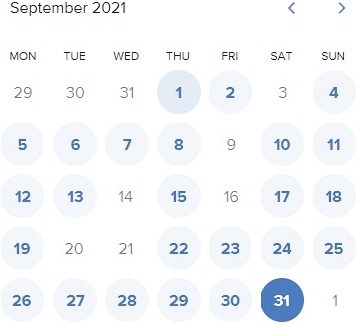 September 2021
MON TUE WED THU FRI SAT SUN
29 30 31 1 2 3 4
5 6 7 8 9 10 11
12 13 14 15 16 17 18
19 20 21 22 23 24 25
26 27 28 29 30 31 1